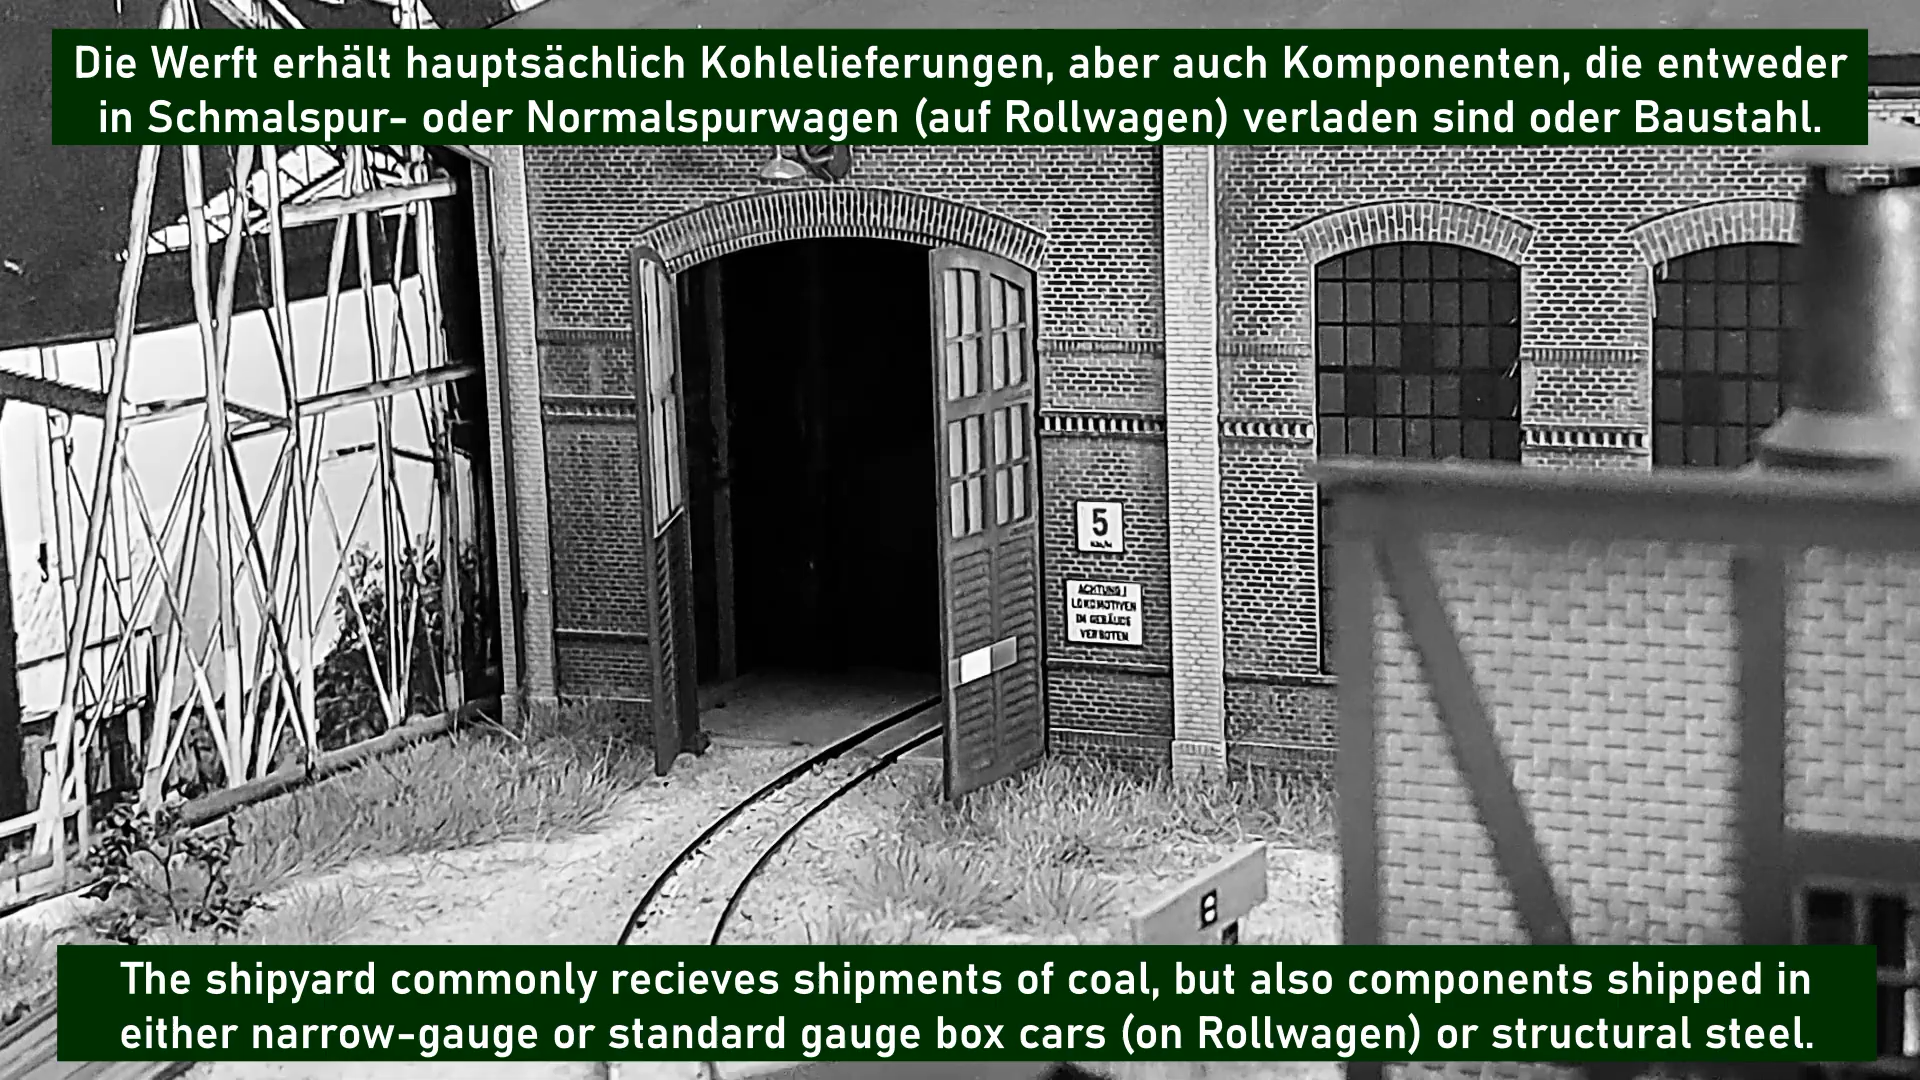 Die Werft erhält hauptsächlich Kohlelieferungen, aber auch Komponenten, die entweder
in Schmalspur- oder Normalspurwagen (auf Rollwagen) verladen sind oder Baustahl.
5
km/h
ACHTUNG!
LOKOMOTIVEN
IM GEBÄUDE
VERBOTEN
8
The shipyard commonly recieves shipments of coal, but also components shipped in
either narrow-gauge or standard gauge box cars (on Rollwagen) or structural steel.